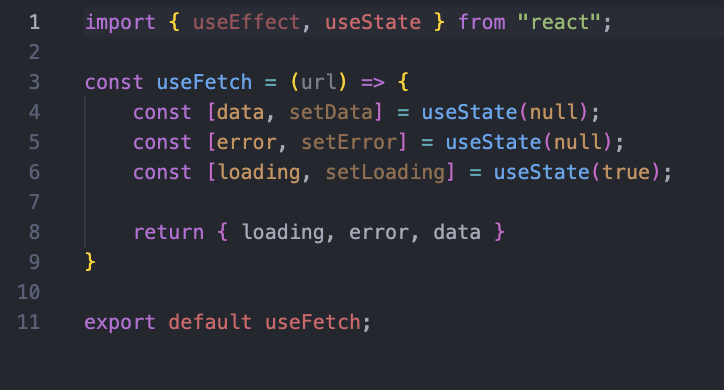 1 import { useEffect, useState } from "react";
2
3 const useFetch = (url) => {
4 const [data, setData] = useState(null);
5 const [error, setError] = useState(null);
6 const [loading, setLoading] = useState(true);
7
8 return { loading, error, data }
9 }
10
11 export default useFetch;